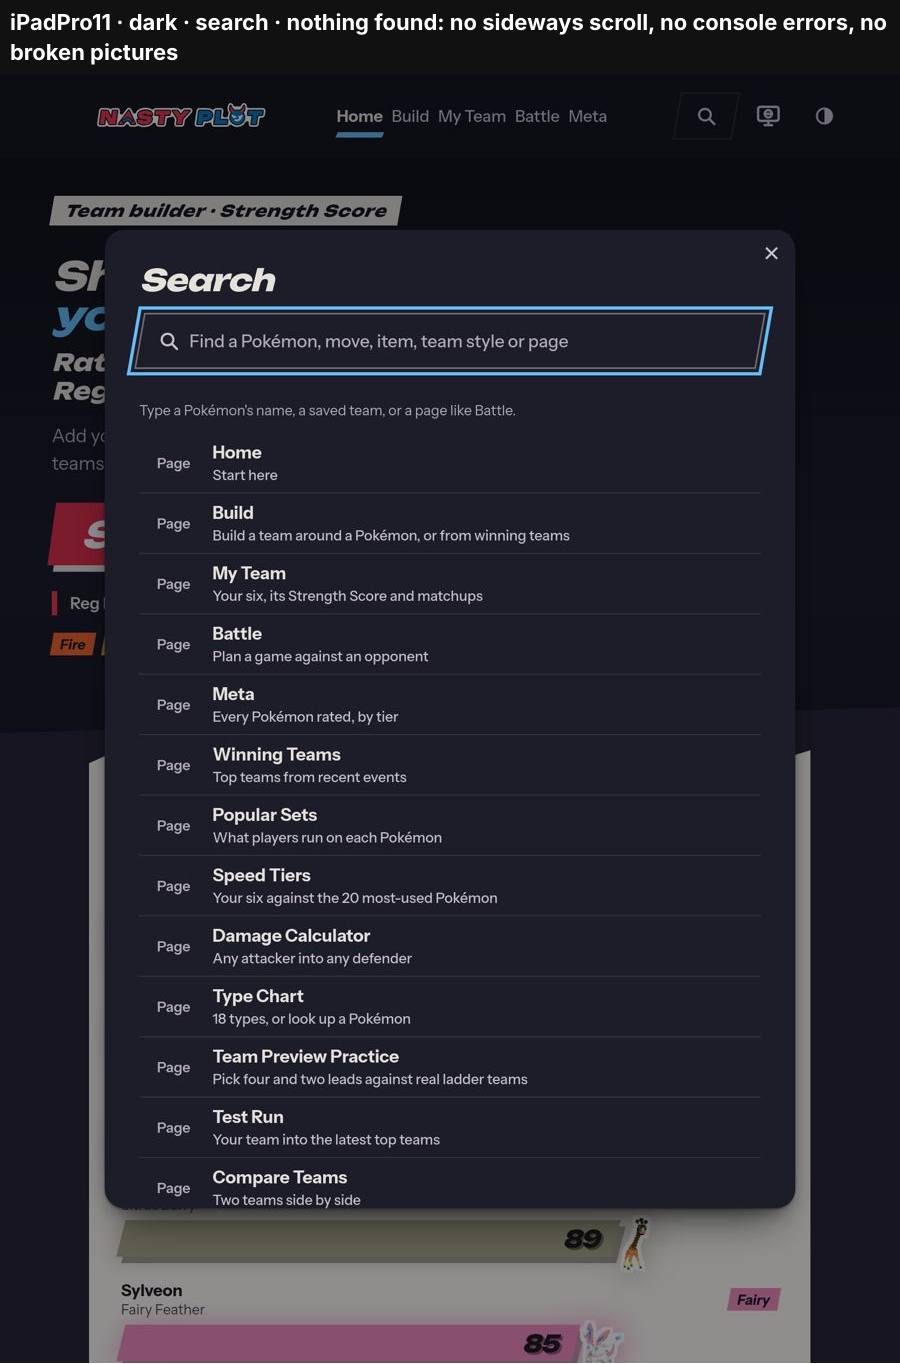 iPadPro11 · dark · search · nothing found: no sideways scroll, no console errors, no
broken pictures
NASTY PLOT
Home Build My Team Battle Meta
Team builder · Strength Score
Search
Find a Pokémon, move, item, team style or page
Rat
Reg
Type a Pokémon's name, a saved team, or a page like Battle.
Add yo
teams
Page
Home
Start here
Page
Build
Build a team around a Pokémon, or from winning teams
Page
My Team
Your six, its Strength Score and matchups
Reg
Fire
Page
Battle
Plan a game against an opponent
Page
Meta
Every Pokémon rated, by tier
Page
Winning Teams
Top teams from recent events
Page
Popular Sets
What players run on each Pokémon
Page
Speed Tiers
Your six against the 20 most-used Pokémon
Page
Damage Calculator
Any attacker into any defender
Page
Type Chart
18 types, or look up a Pokémon
Page
Team Preview Practice
Pick four and two leads against real ladder teams
Page
Test Run
Your team into the latest top teams
Page
Compare Teams
Two teams side by side
89
Sylveon
Fairy Feather
Fairy
85